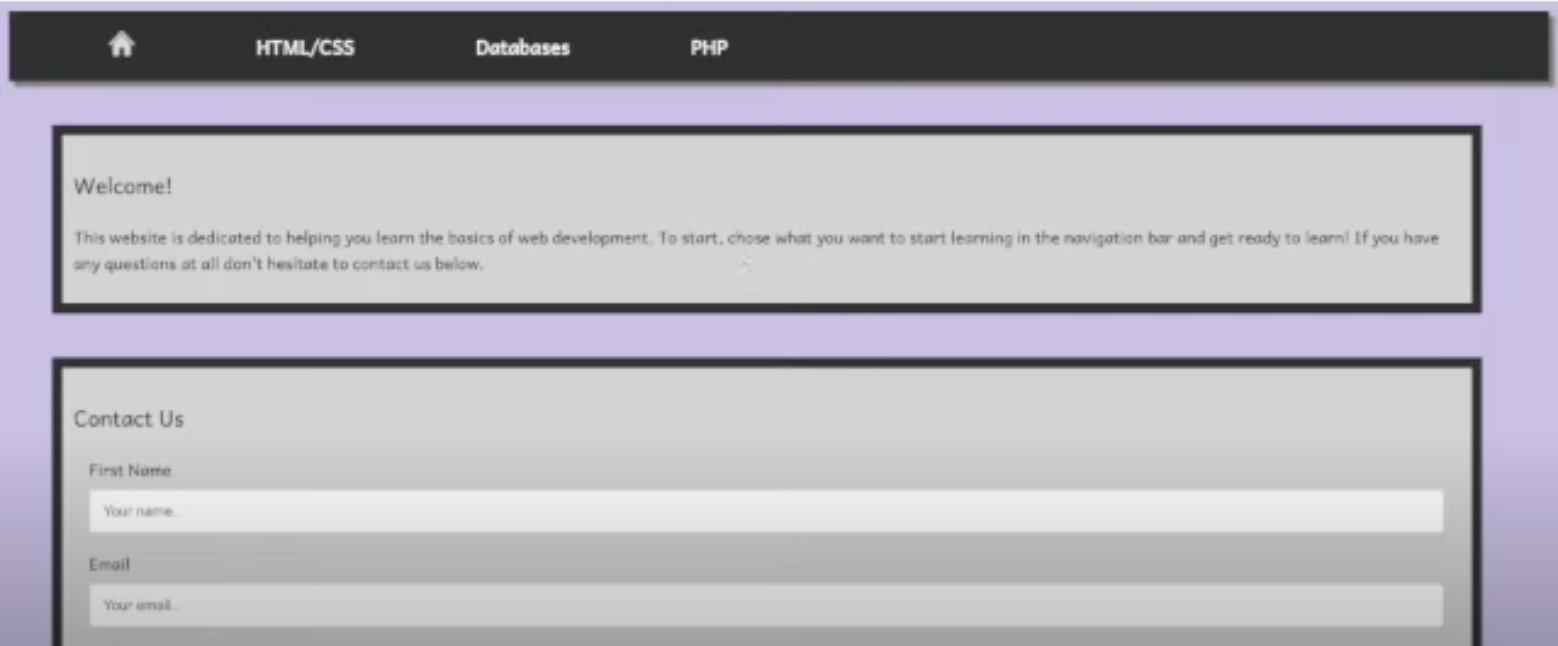 HTML/CSS Databases PHP
Welcome!
This website is dedicated to helping you learn the basics of web development. To start, chose what you want to start learning in the navigation bar and get ready to learn! If you have
any questions at all don't hesitate to contact us below.
Contact Us
First Name
Your name..
Email
Your email..